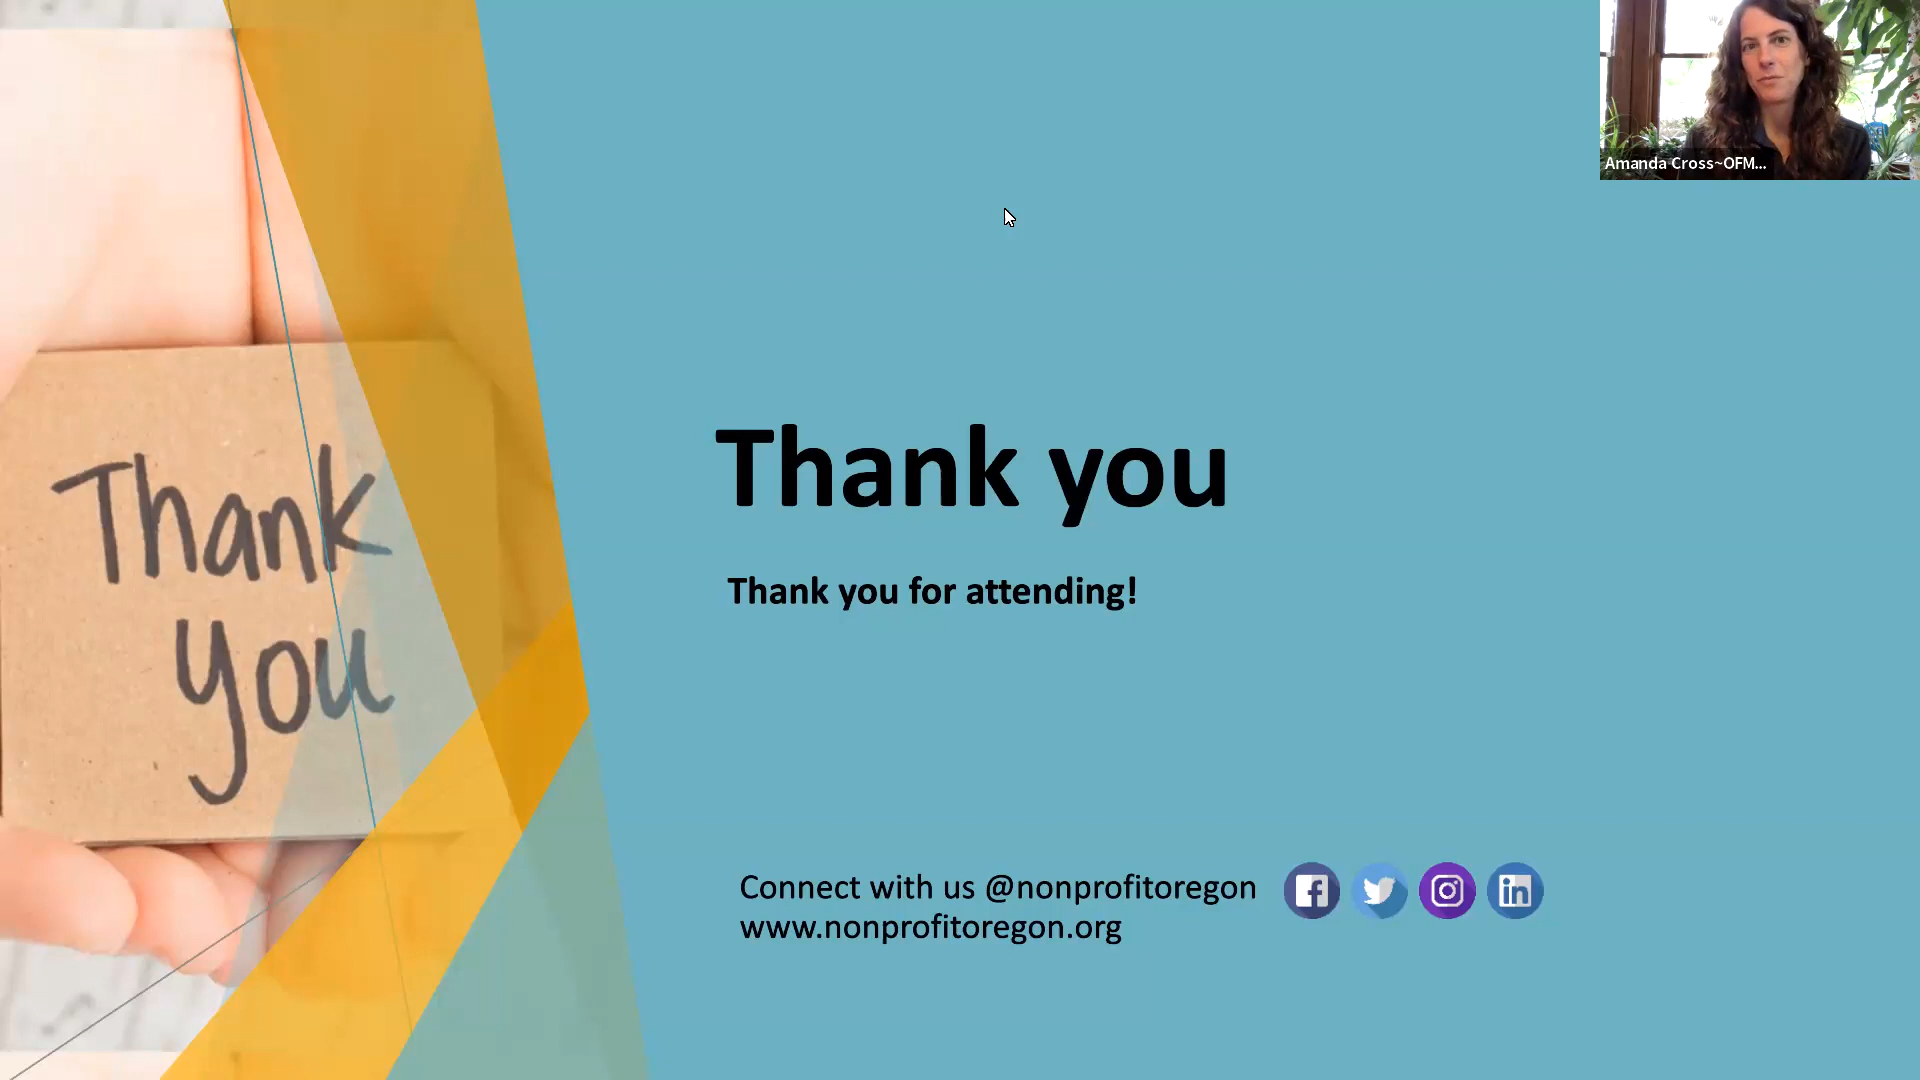 Amanda Cross~OFM...
Thank
you
Thank you
Thank you for attending!
Connect with us @nonprofitoregon
www.nonprofitoregon.org